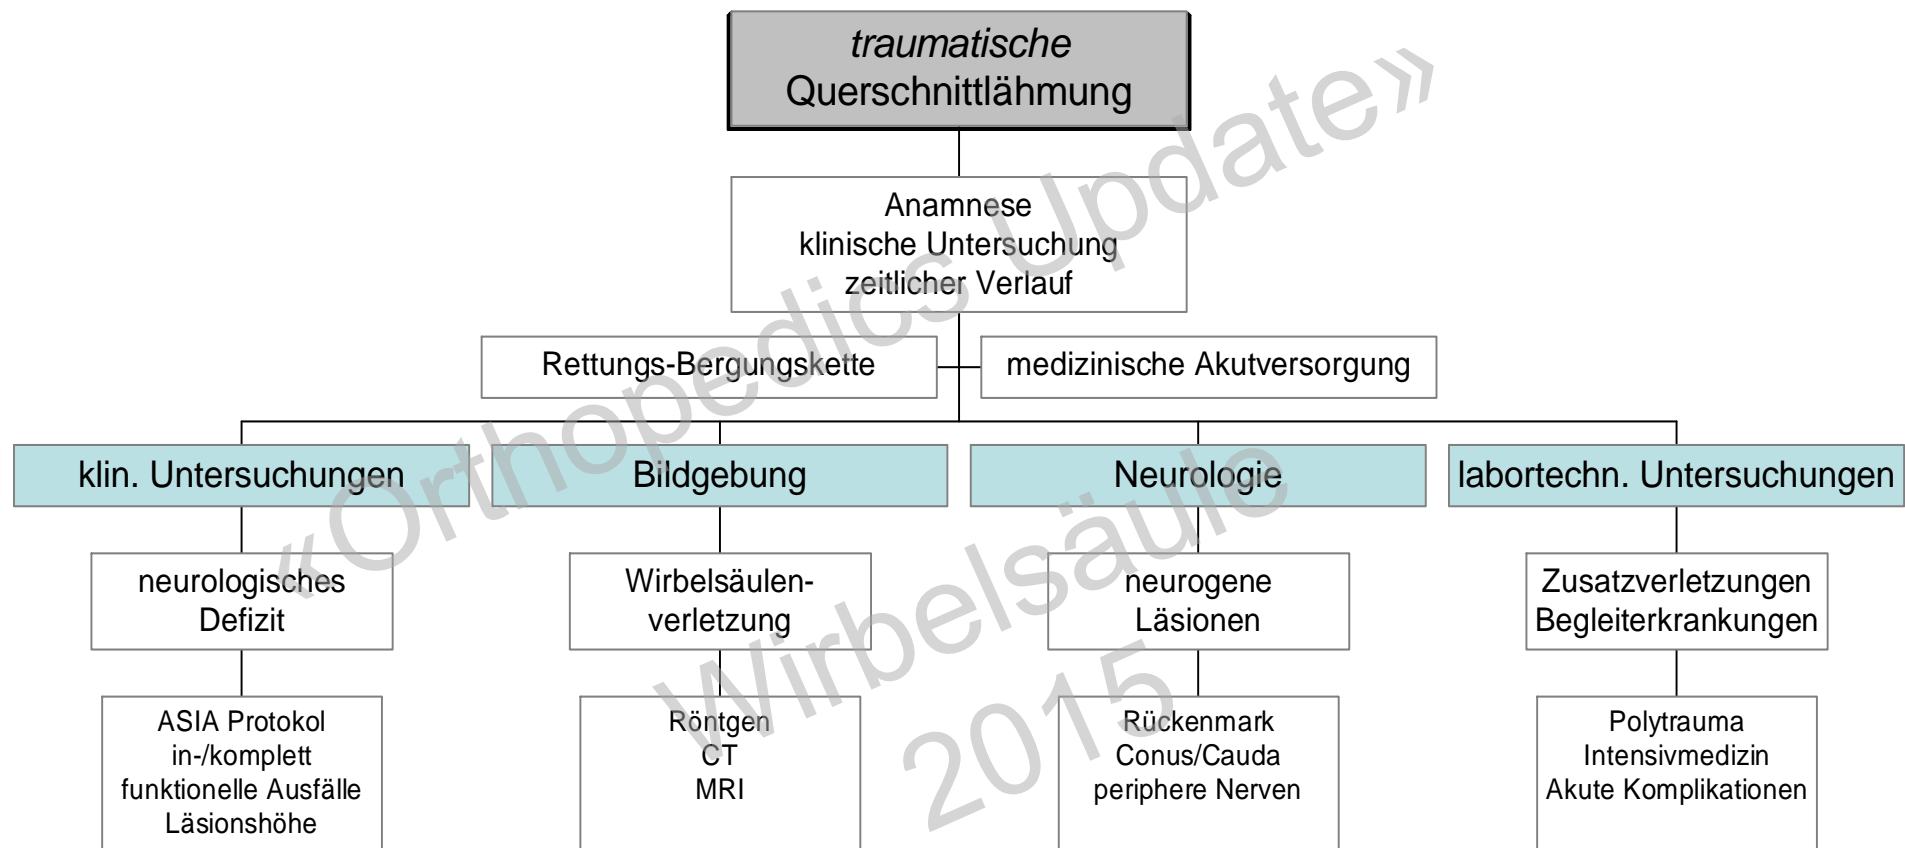 traumatische
Querschnittlähmung
Anamnese
klinische Untersuchung
zeitlicher Verlauf
Rettungs-Bergungskette
medizinische Akutversorgung
klin. Untersuchungen
Bildgebung
Neurologie
labortechn. Untersuchungen
neurologisches
Defizit
Wirbelsäulen-
verletzung
neurogene
Läsionen
Zusatzverletzungen
Begleiterkrankungen
ASIA Protokol
in-/komplett
funktionelle Ausfälle
Läsionshöhe
Röntgen
CT
MRI
Rückenmark
Conus/Cauda
periphere Nerven
Polytrauma
Intensivmedizin
Akute Komplikationen
«Orthopedics Update»
Wirbelsäule
2015